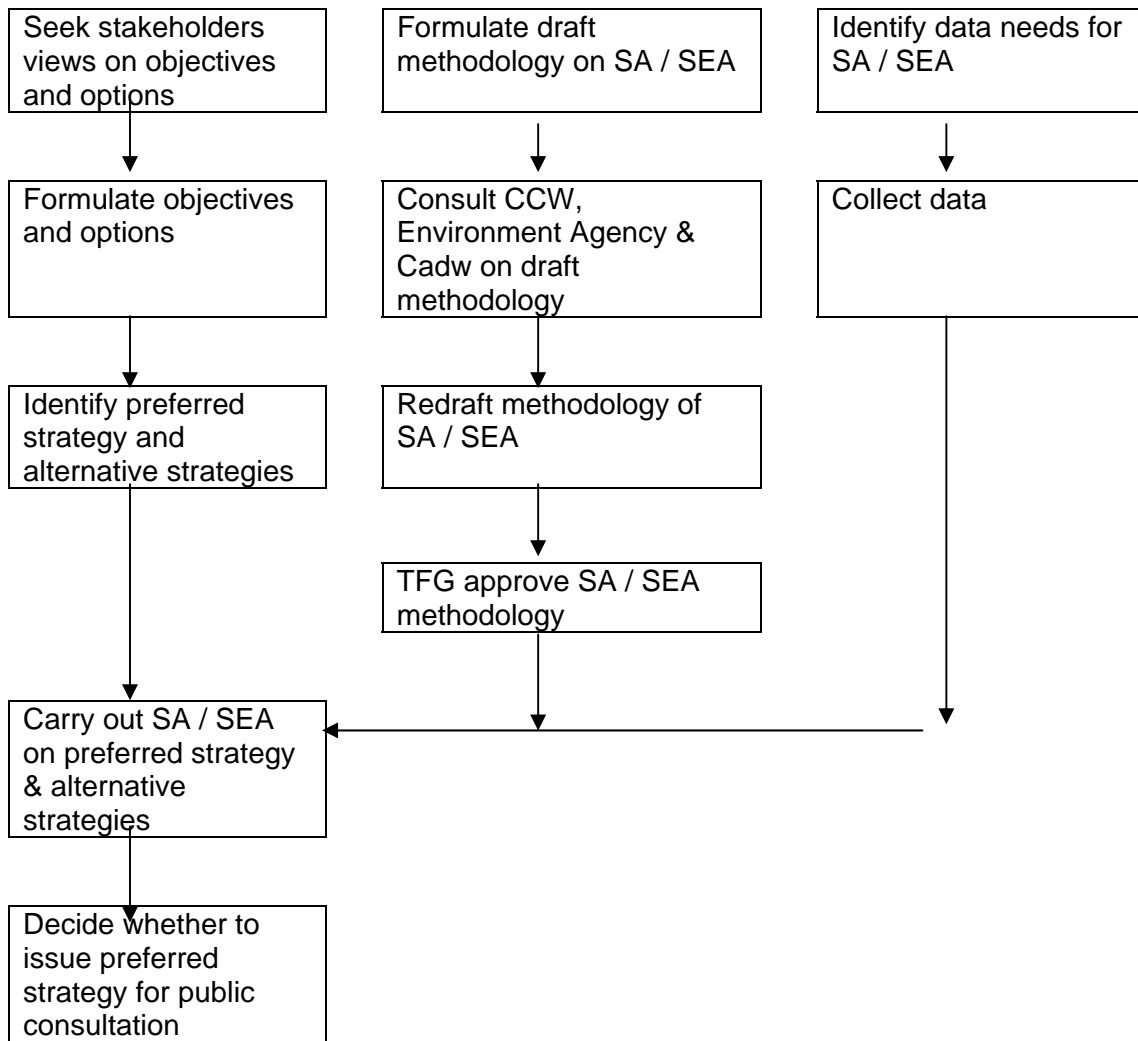 Seek stakeholders
views on objectives
and options
Formulate draft
methodology on SA / SEA
Identify data needs for
SA / SEA
Formulate objectives
and options
Consult CCW,
Environment Agency &
Cadw on draft
methodology
Collect data
Identify preferred
strategy and
alternative strategies
Redraft methodology of
SA / SEA
TFG approve SA / SEA
methodology
Carry out SA / SEA
on preferred strategy
& alternative
strategies
Decide whether to
issue preferred
strategy for public
consultation